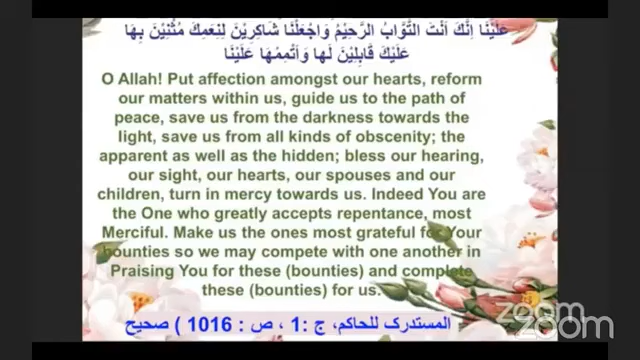 عَلَيْنَا إِنَّكَ أَنْتَ التَّوَّابُ الرَّحِيْمُ وَاجْعَلْنَا شَاكِرِيْنَ لِنِعَمِكَ مُثْنِيْنَ بِهَا
عَلَيْكَ قَابِلِيْنَ لَها وَأَتْمِمْهَا عَلَيْنَا
O Allah! Put affection amongst our hearts, reform
our matters within us, guide us to the path of
peace, save us from the darkness towards the
light, save us from all kinds of obscenity; the
apparent as well as the hidden; bless our hearing,
our sight, our hearts, our spouses and our
children, turn in mercy towards us. Indeed You are
the One who greatly accepts repentance, most
Merciful. Make us the ones most grateful for Your
bounties so we may compete with one another in
Praising You for these (bounties) and complete
these (bounties) for us.
المستدرك للحاكم، ج :1 ، ص : 1016 ) صحيح
zoom
zoom